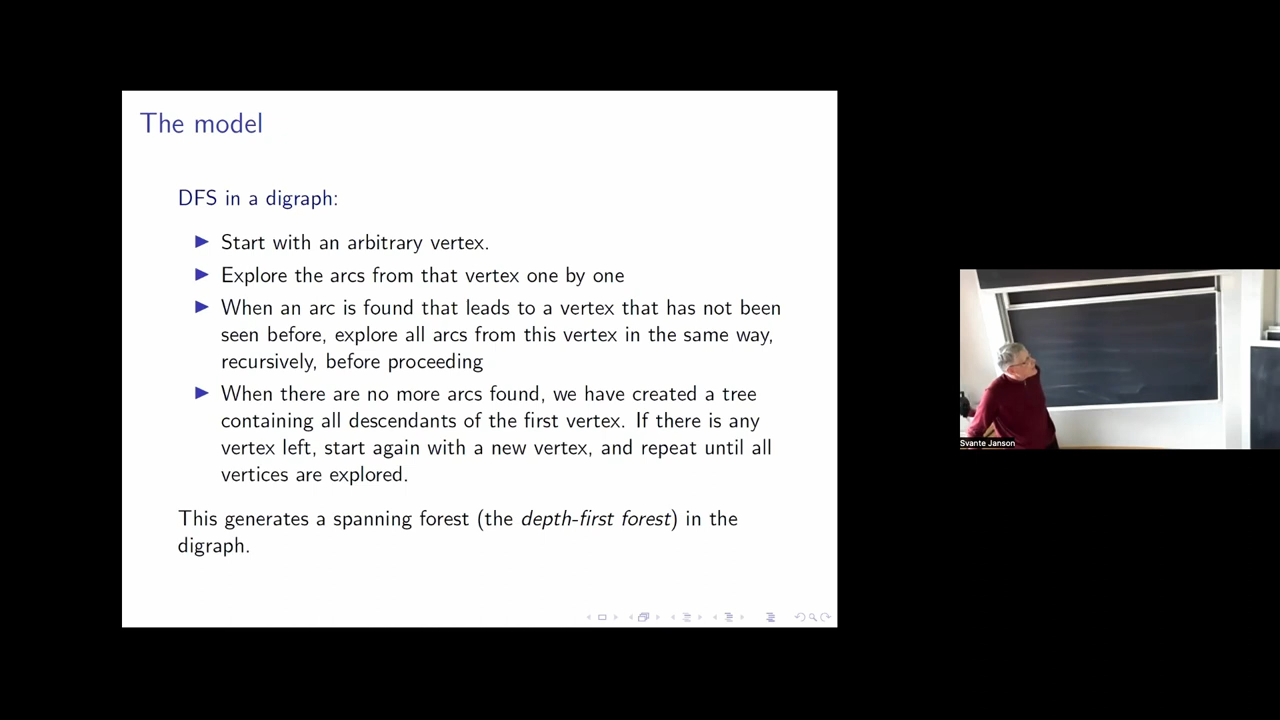 The model
DFS in a digraph:
▶ Start with an arbitrary vertex.
▶ Explore the arcs from that vertex one by one
▶ When an arc is found that leads to a vertex that has not been
seen before, explore all arcs from this vertex in the same way,
recursively, before proceeding
▶ When there are no more arcs found, we have created a tree
containing all descendants of the first vertex. If there is any
vertex left, start again with a new vertex, and repeat until all
vertices are explored.
This generates a spanning forest (the depth-first forest) in the
digraph.
Svante Janson